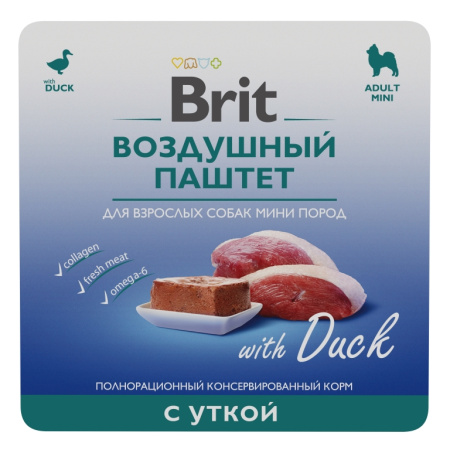 with
DUCK
ADULT
MINI
Brit
ВОЗДУШНЫЙ
ПАШТЕТ
ДЛЯ ВЗРОСЛЫХ СОБАК МИНИ ПОРОД
collagen
fresh meat
omega-6
with Duck
ПОЛНОРАЦИОННЫЙ КОНСЕРВИРОВАННЫЙ КОРМ
С УТКОЙ